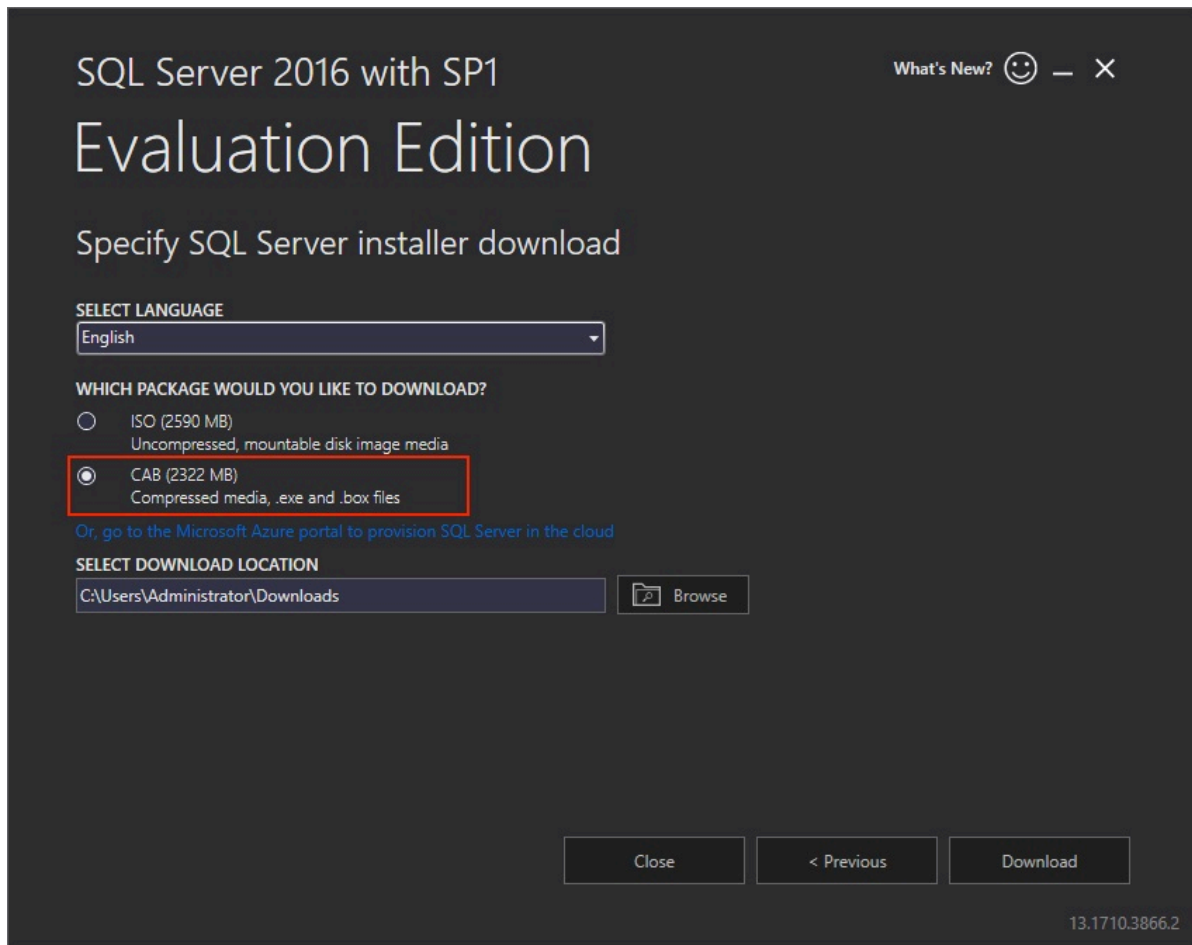 SQL Server 2016 with SP1
What's New?
Evaluation Edition
Specify SQL Server installer download
SELECT LANGUAGE
English
WHICH PACKAGE WOULD YOU LIKE TO DOWNLOAD?
ISO (2590 MB)
Uncompressed, mountable disk image media
CAB (2322 MB)
Compressed media, .exe and .box files
Or, go to the Microsoft Azure portal to provision SQL Server in the cloud
SELECT DOWNLOAD LOCATION
C:\Users\Administrator\Downloads
Browse
Close
< Previous
Download
13.1710.3866.2